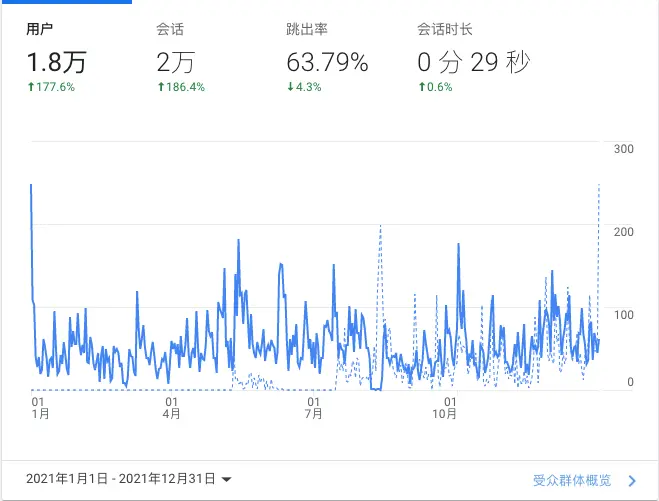 用户 会话 跳出率 会话时长
1.8万 2万 63.79% 0 分 29 秒
177.6% 186.4% 4.3% 0.6%
300
200
100
0
01 01 01 01
1月 4月 7月 10月
2021年1月1日 - 2021年12月31日 受众群体概览